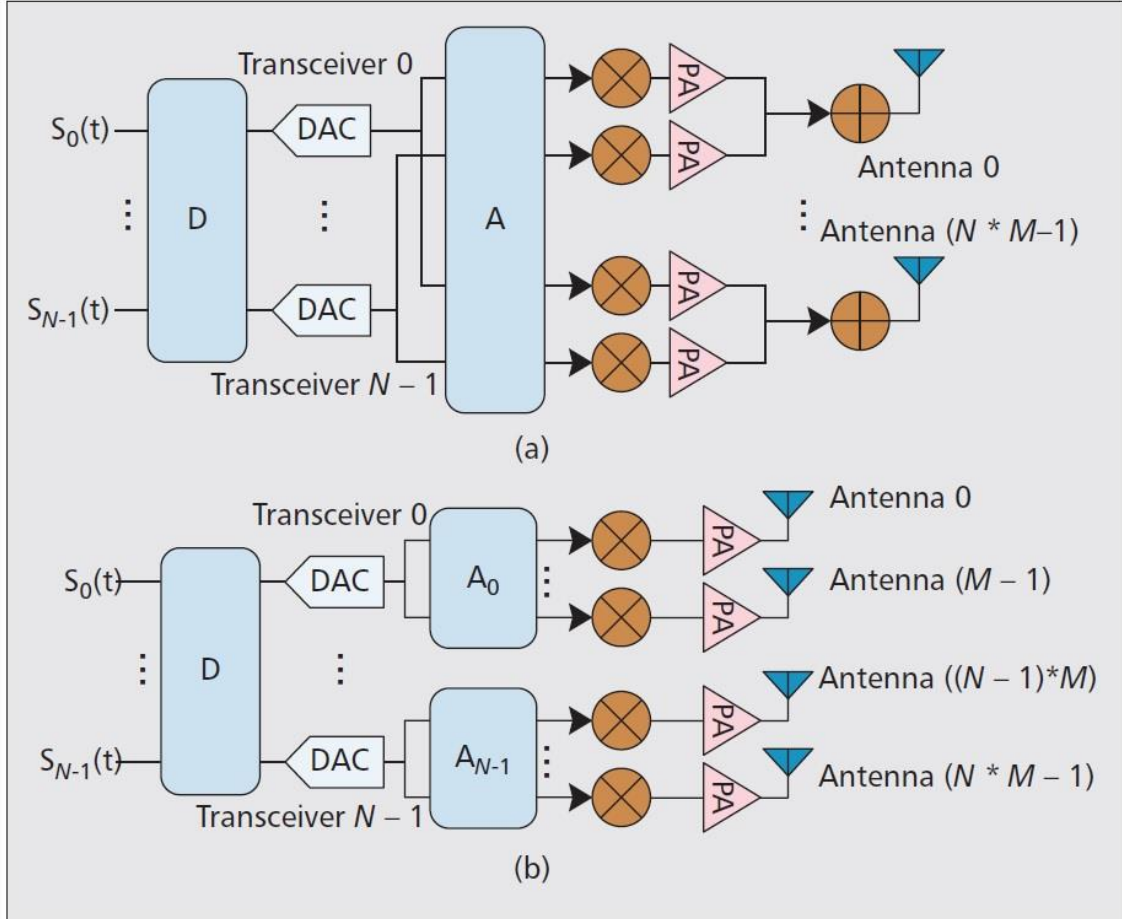 Transceiver 0
S0(t)
DAC
PA
PA
Antenna 0
D
A
Antenna (N * M–1)
SN-1(t)
DAC
PA
PA
Transceiver N – 1
(a)
Transceiver 0
Antenna 0
S0(t)
DAC
A0
PA
PA
Antenna (M – 1)
D
Antenna ((N – 1)*M)
SN-1(t)
DAC
AN-1
PA
PA
Antenna (N * M – 1)
Transceiver N – 1
(b)